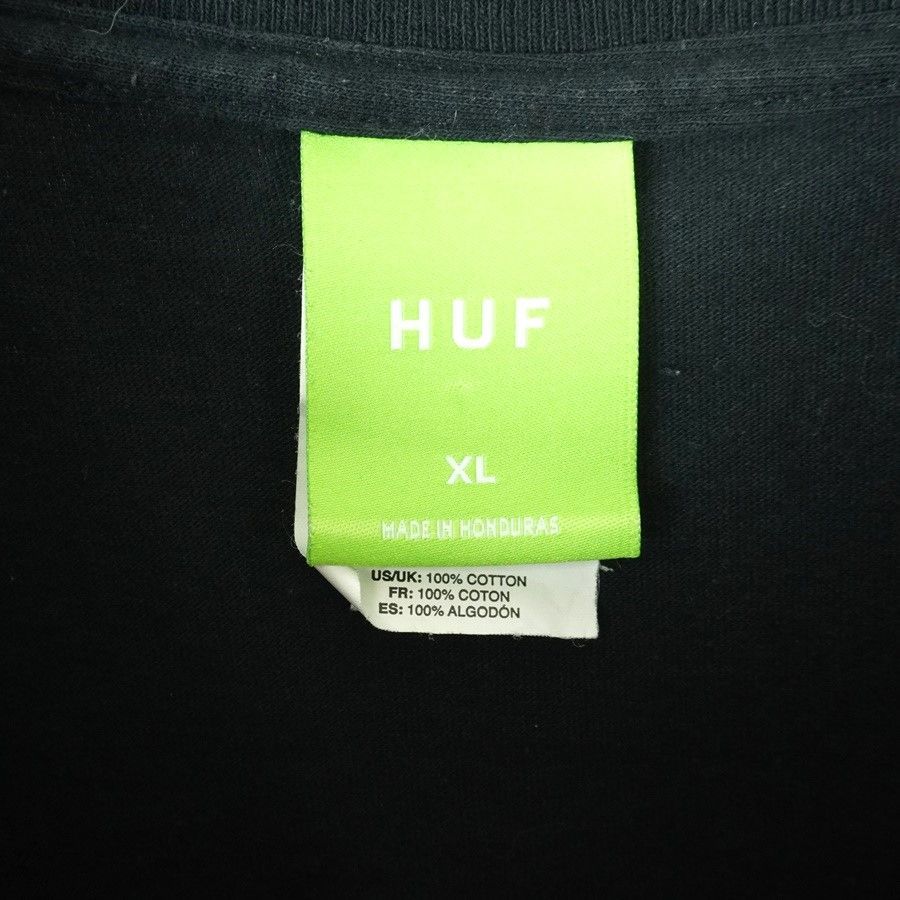 HUF
XL
MADE IN HONDURAS
US/UK: 100% COTTON
FR: 100% COTON
ES: 100% ALGODÓN